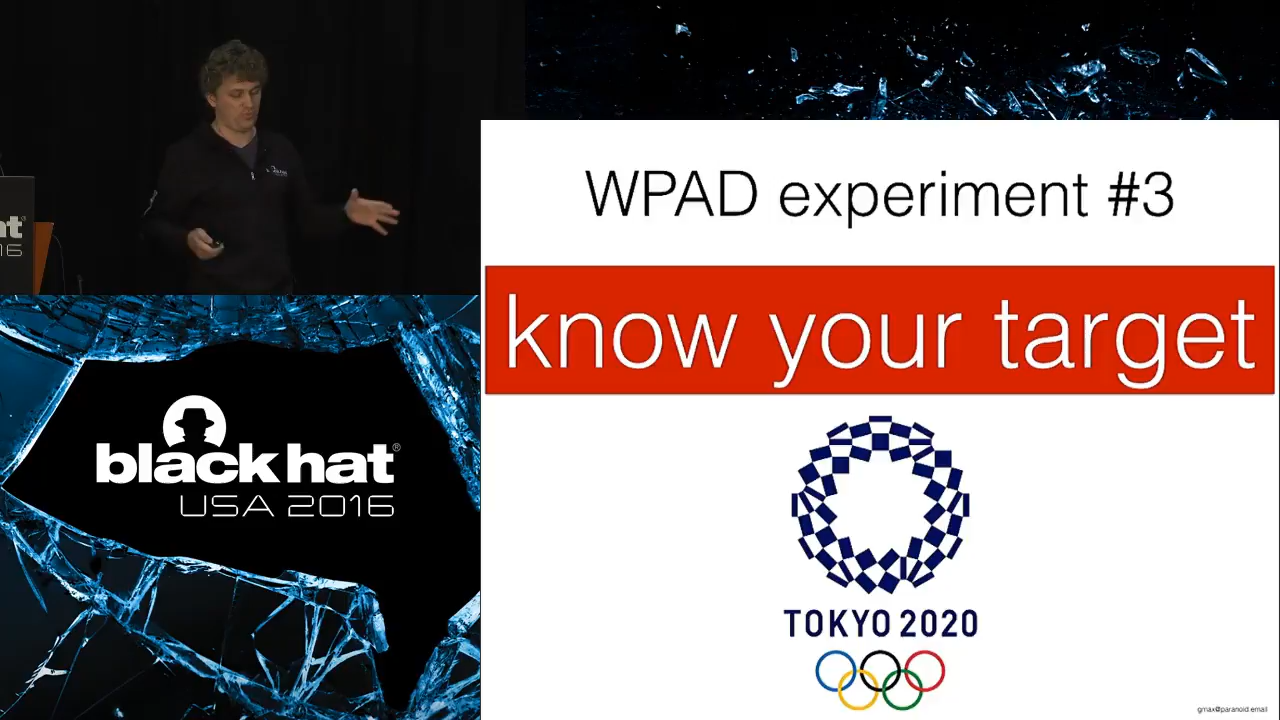 WPAD experiment #3
know your target
TOKYO 2020
gmax@paranoid.email
black hat®
USA 2016